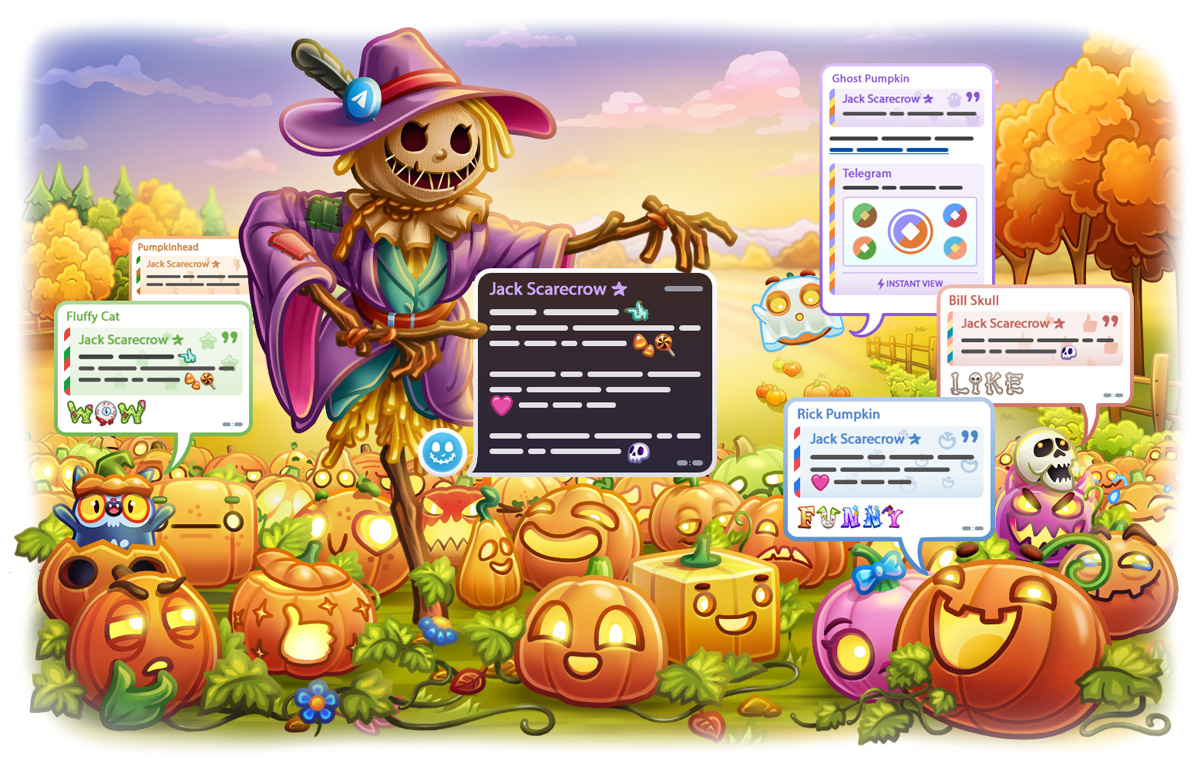 Ghost Pumpkin
Jack Scarecrow
Telegram
INSTANT VIEW
Pumpkinhead
Jack Scarecrow
Jack Scarecrow
Fluffy Cat
Jack Scarecrow
WOW
Bill Skull
Jack Scarecrow
LIKE
Rick Pumpkin
Jack Scarecrow
FUNNY